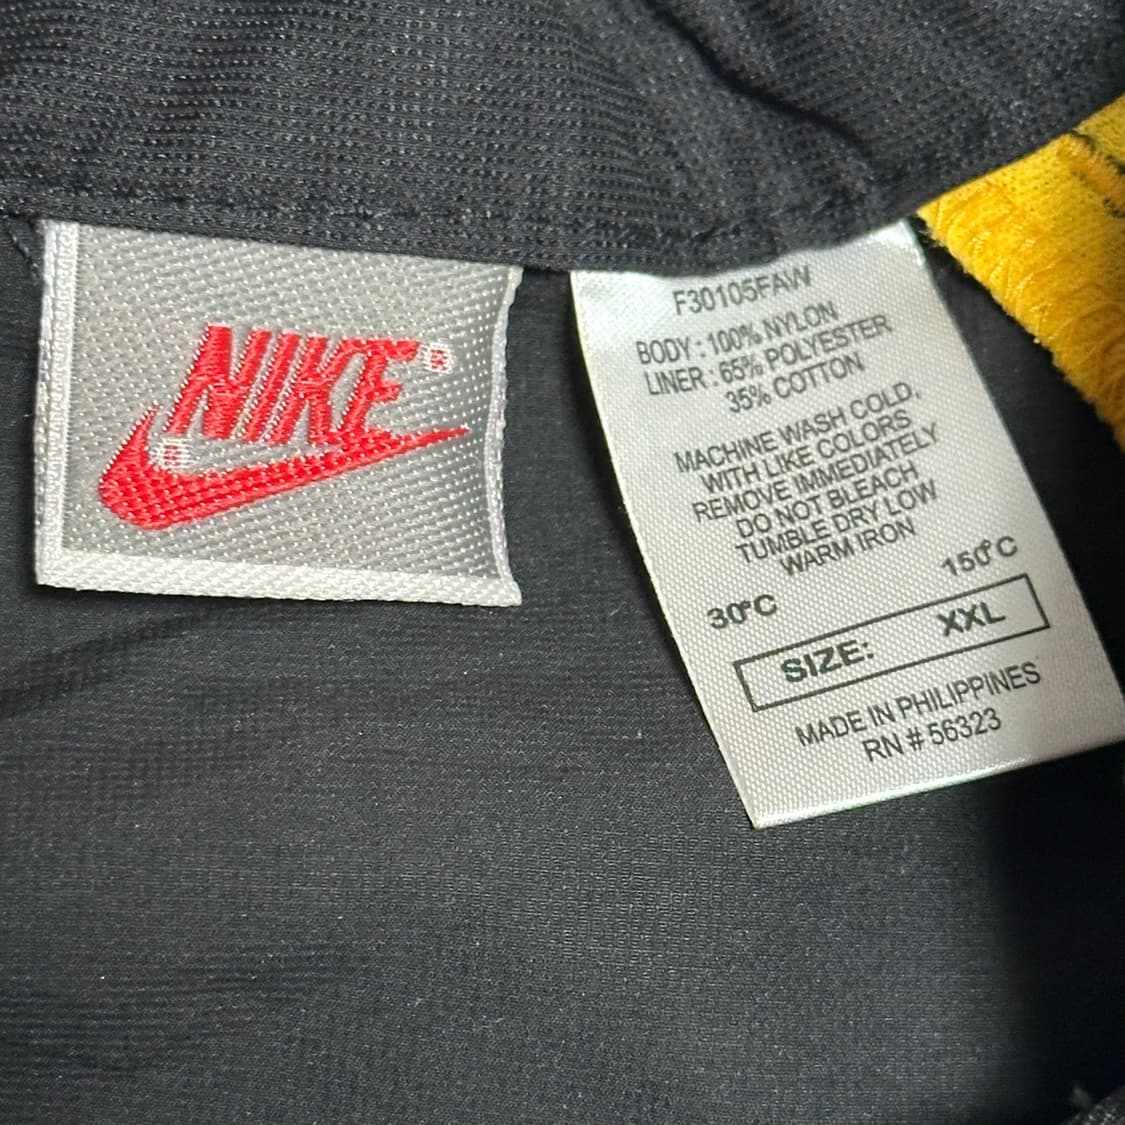 NIKE®
®
F30105FAW
BODY : 100% NYLON
LINER : 65% POLYESTER
35% COTTON
MACHINE WASH COLD,
WITH LIKE COLORS
REMOVE IMMEDIATELY
DO NOT BLEACH
TUMBLE DRY LOW
WARM IRON
30°C 150°C
SIZE: XXL
MADE IN PHILIPPINES
RN # 56323